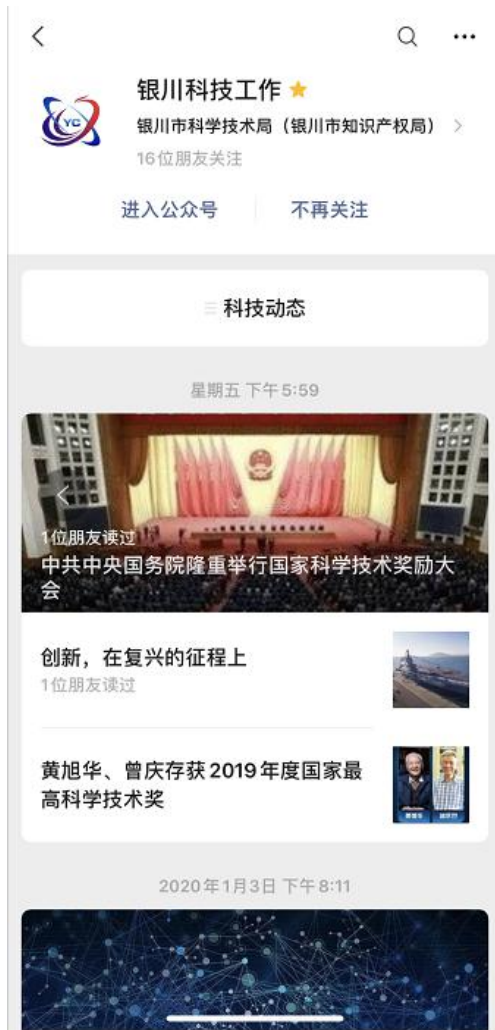 银川科技工作
YC
银川市科学技术局（银川市知识产权局）
16位朋友关注
进入公众号
不再关注
科技动态
星期五 下午5:59
1位朋友读过
中共中央国务院隆重举行国家科学技术奖励大
会
创新，在复兴的征程上
1位朋友读过
黄旭华、曾庆存获2019年度国家最
高科学技术奖
2020年1月3日 下午8:11